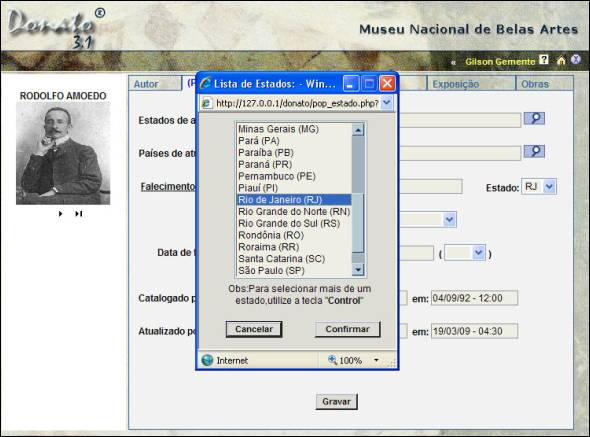 Donato®
3.1
Museu Nacional de Belas Artes
« Gilson Gemente ?
RODOLFO AMOEDO
Autor
Exposição
Obras
Estados de a
Países de atu
Falecimento
Estado: RJ
Data de
( )
Catalogado p
em: 04/09/92 - 12:00
Atualizado po
em: 19/03/09 - 04:30
Gravar
Lista de Estados: - Win...
http://127.0.0.1/donato/pop_estado.php?
Minas Gerais (MG)
Pará (PA)
Paraíba (PB)
Paraná (PR)
Pernambuco (PE)
Piauí (PI)
Rio de Janeiro (RJ)
Rio Grande do Norte (RN)
Rio Grande do Sul (RS)
Rondônia (RO)
Roraima (RR)
Santa Catarina (SC)
São Paulo (SP)
Obs:Para selecionar mais de um
estado,utilize a tecla "Control"
Cancelar
Confirmar
Internet
100%